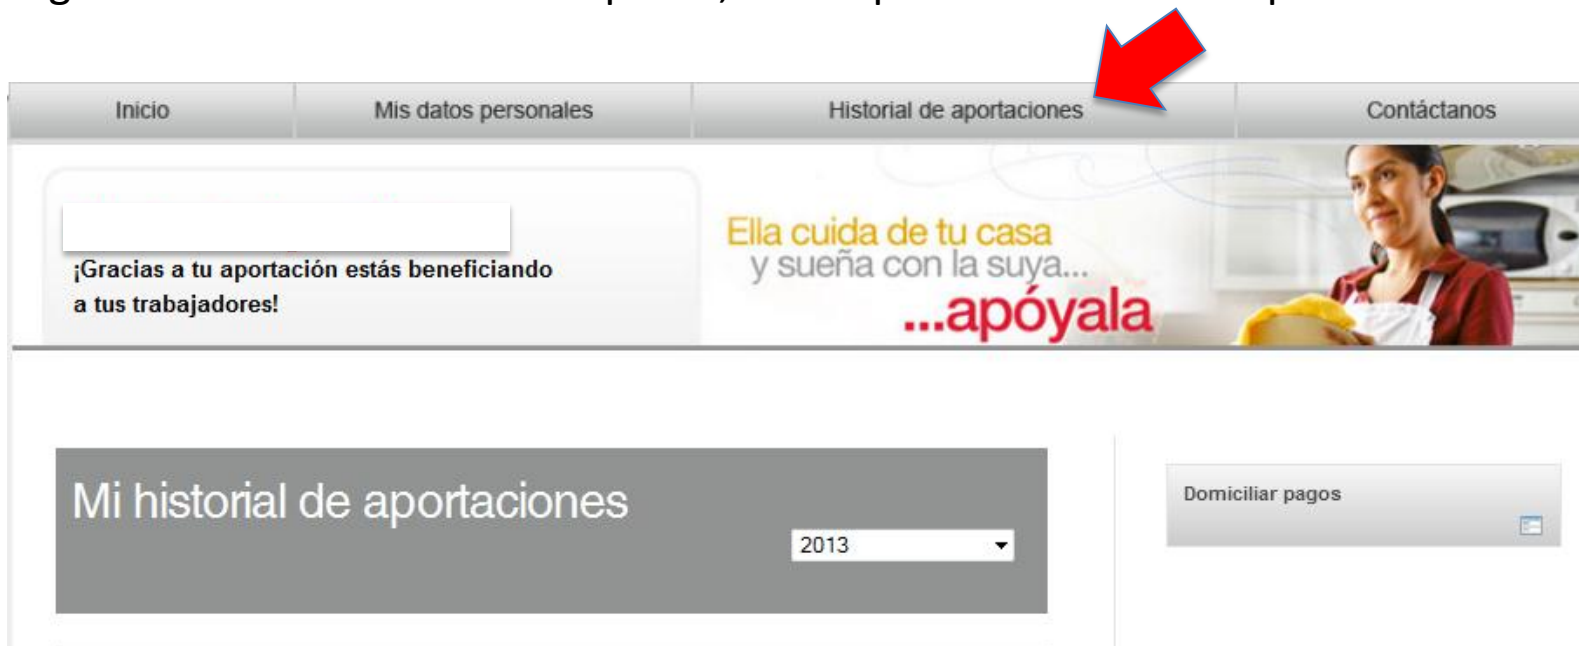 Inicio
Mis datos personales
Historial de aportaciones
Contáctanos
¡Gracias a tu aportación estás beneficiando
a tus trabajadores!
Ella cuida de tu casa
y sueña con la suya...
...apóyala
Mi historial de aportaciones
2013
Domiciliar pagos